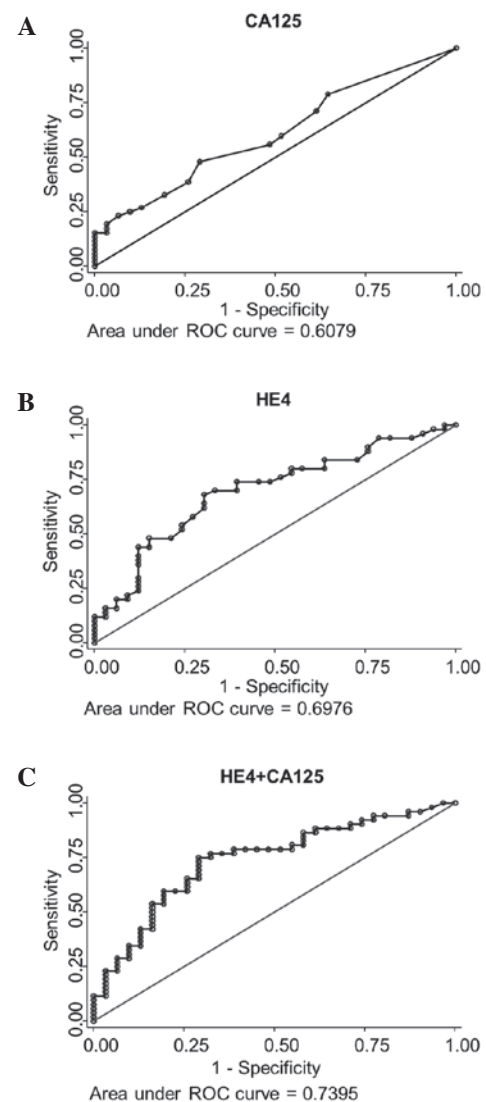 A
CA125
Sensitivity
0.00 0.25 0.50 0.75 1.00
0.00 0.25 0.50 0.75 1.00
1 - Specificity
Area under ROC curve = 0.6079
B
HE4
Sensitivity
0.00 0.25 0.50 0.75 1.00
0.00 0.25 0.50 0.75 1.00
1 - Specificity
Area under ROC curve = 0.6976
C
HE4+CA125
Sensitivity
0.00 0.25 0.50 0.75 1.00
0.00 0.25 0.50 0.75 1.00
1 - Specificity
Area under ROC curve = 0.7395